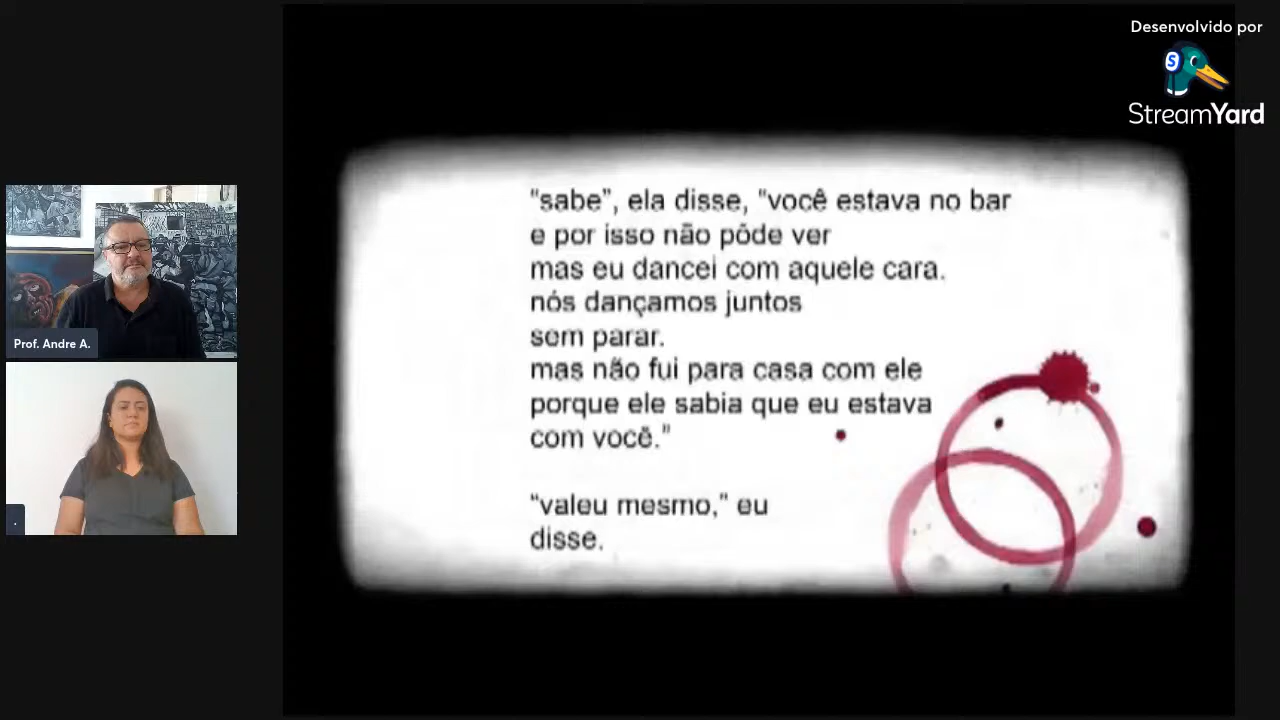 Desenvolvido por
StreamYard
“sabe”, ela disse, “você estava no bar
e por isso não pôde ver
mas eu dancei com aquele cara.
nós dançamos juntos
sem parar.
mas não fui para casa com ele
porque ele sabia que eu estava
com você.”
“valeu mesmo,” eu
disse.
Prof. Andre A.
.